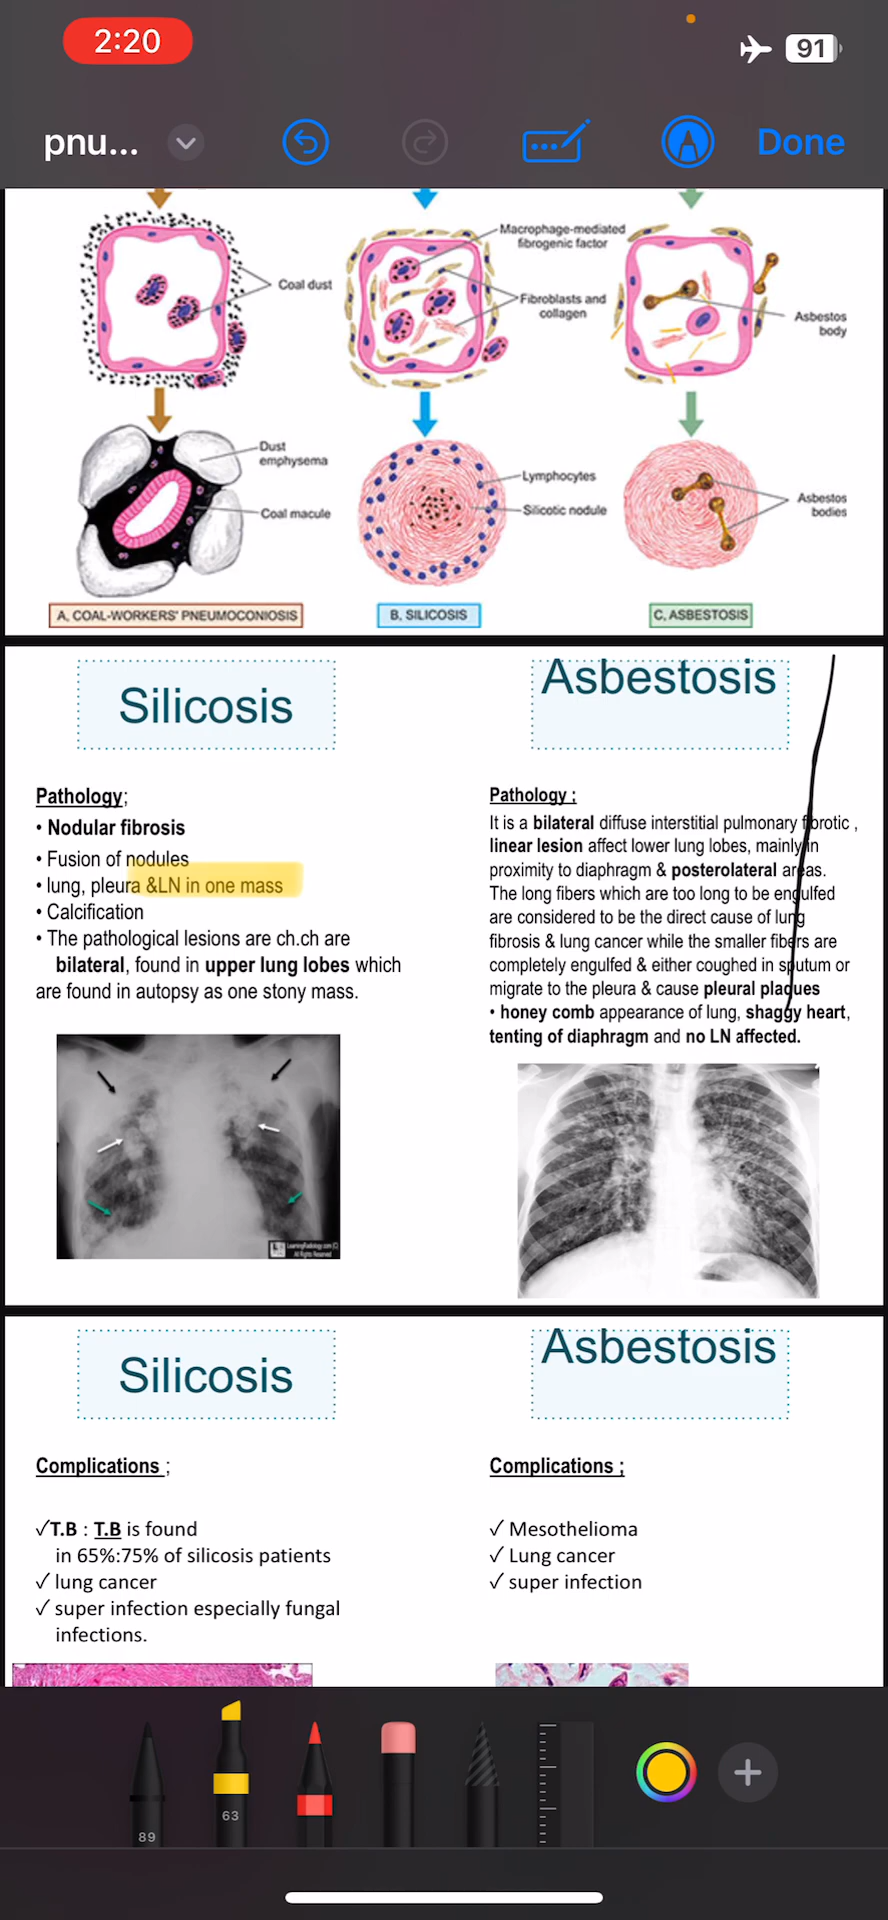 2:20
91
pnu...
Done
Macrophage-mediated
fibrogenic factor
Coal dust
Fibroblasts and
collagen
Asbestos
body
Dust
emphysema
Coal macule
Lymphocytes
Silicotic nodule
Asbestos
bodies
A. COAL-WORKERS' PNEUMOCONIOSIS
B. SILICOSIS
C. ASBESTOSIS
Silicosis
Pathology;
• Nodular fibrosis
• Fusion of nodules
• lung, pleura &LN in one mass
• Calcification
• The pathological lesions are ch.ch are
bilateral, found in upper lung lobes which
are found in autopsy as one stony mass.
LearningRadiology.com (C)
All Rights Reserved
Asbestosis
Pathology ;
It is a bilateral diffuse interstitial pulmonary fibrotic ,
linear lesion affect lower lung lobes, mainly in
proximity to diaphragm & posterolateral areas.
The long fibers which are too long to be engulfed
are considered to be the direct cause of lung
fibrosis & lung cancer while the smaller fibers are
completely engulfed & either coughed in sputum or
migrate to the pleura & cause pleural plaques
• honey comb appearance of lung, shaggy heart,
tenting of diaphragm and no LN affected.
Silicosis
Complications ;
✓T.B : T.B is found
in 65%:75% of silicosis patients
✓ lung cancer
✓ super infection especially fungal
infections.
Asbestosis
Complications ;
✓ Mesothelioma
✓ Lung cancer
✓ super infection
89
63